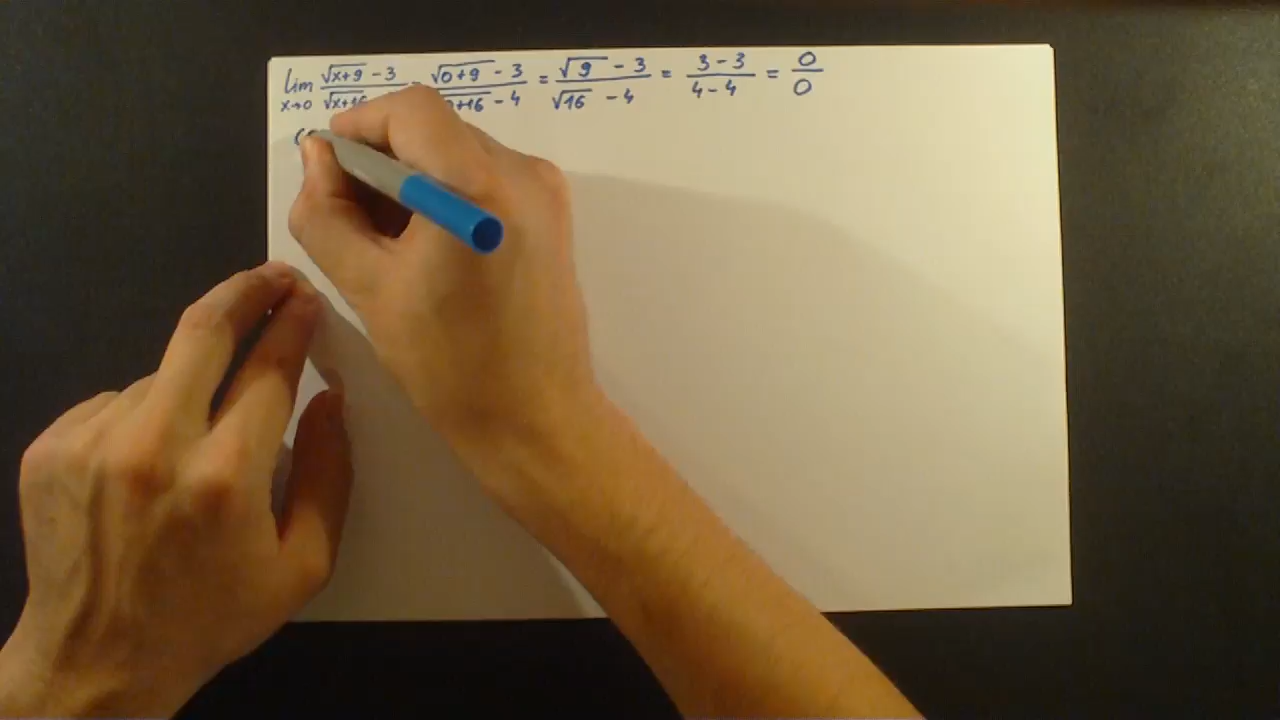 lim x→0 √x+9 - 3 / √x+16 = √0+9 - 3 / 0+16 - 4 = √9 - 3 / √16 - 4 = 3 - 3 / 4 - 4 = 0 / 0